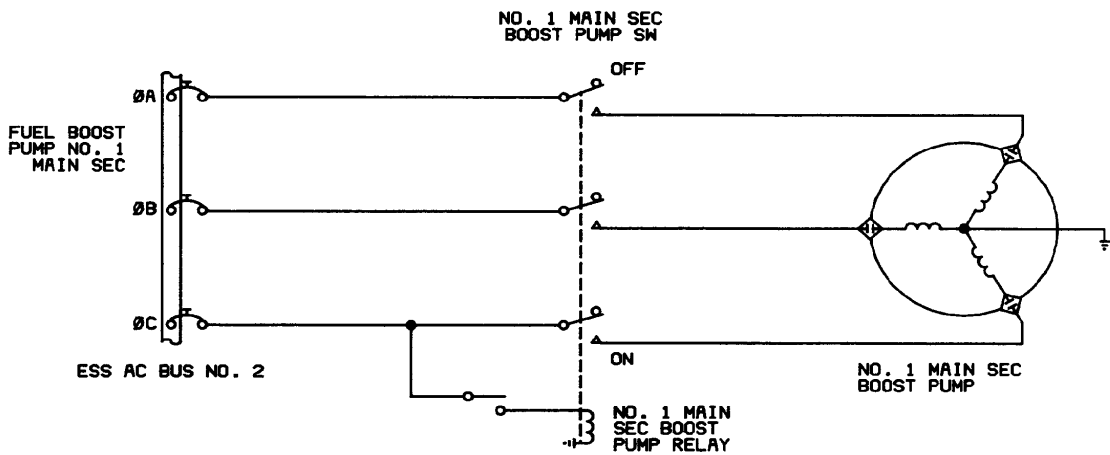 NO. 1 MAIN SEC
BOOST PUMP SW
OFF
ØA
FUEL BOOST
PUMP NO. 1
MAIN SEC
ØB
ØC
ON
ESS AC BUS NO. 2
NO. 1 MAIN SEC
BOOST PUMP
NO. 1 MAIN
SEC BOOST
PUMP RELAY